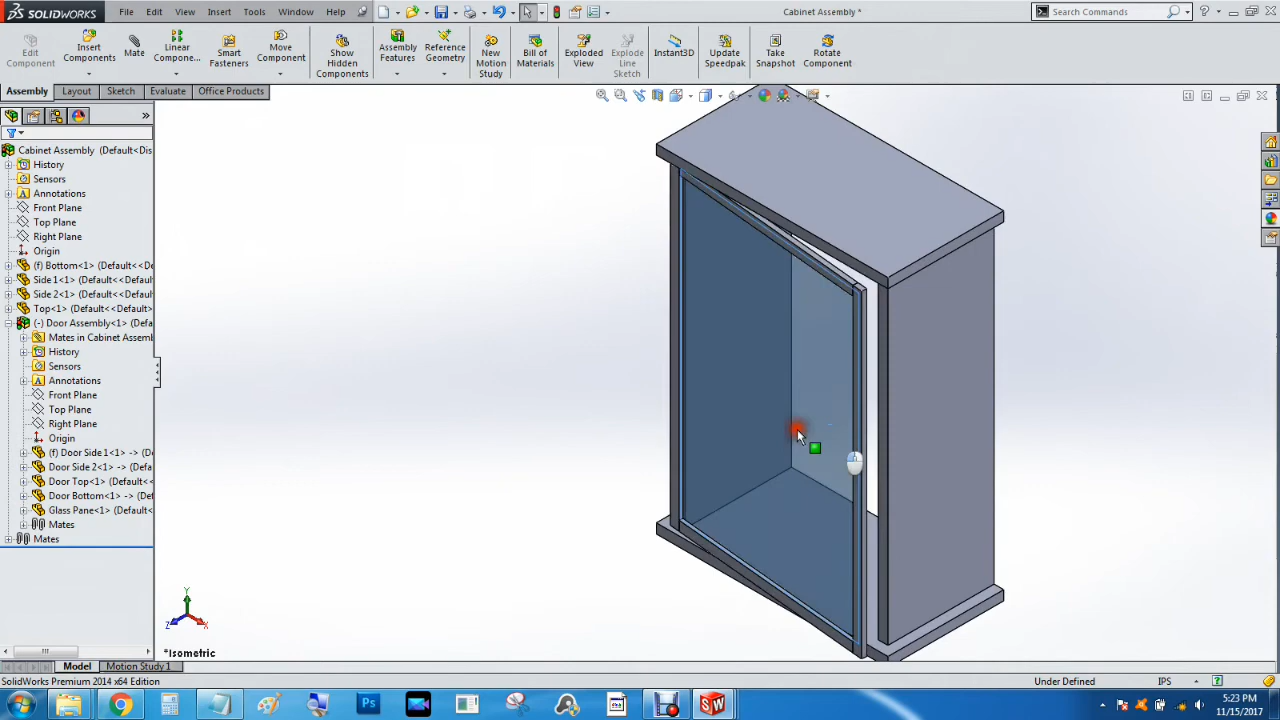 SOLIDWORKS File Edit View Insert Tools Window Help Cabinet Assembly * Search Commands
Edit Component
Insert Components
Mate
Linear Compone...
Smart Fasteners
Move Component
Show Hidden Components
Assembly Features
Reference Geometry
New Motion Study
Bill of Materials
Exploded View
Explode Line Sketch
Instant3D
Update Speedpak
Take Snapshot
Rotate Component
Assembly Layout Sketch Evaluate Office Products
Cabinet Assembly (Default<Dis
History
Sensors
Annotations
Front Plane
Top Plane
Right Plane
Origin
(f) Bottom<1> (Default<<De
Side 1<1> (Default<<Default
Side 2<1> (Default<<Default
Top<1> (Default<<Default
(-) Door Assembly<1> (Defa
Mates in Cabinet Assemb
History
Sensors
Annotations
Front Plane
Top Plane
Right Plane
Origin
(f) Door Side 1<1> -> (De
Door Side 2<1> -> (Defa
Door Top<1> -> (Default
Door Bottom<1> -> (Def
Glass Pane<1> (Default<
Mates
Mates
Y
Z
X
*Isometric
Model Motion Study 1
SolidWorks Premium 2014 x64 Edition Under Defined IPS
5:23 PM
11/15/2017